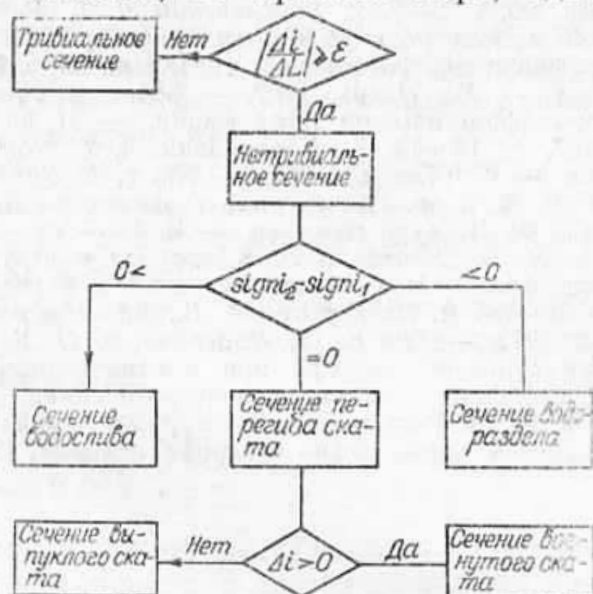 Тривиальное
сечение
Нет
|Δi/ΔL| ≥ ε
Да
Нетривиаль-
ное сечение
0<
signi₂-signi₁
<0
=0
Сечение
водослива
Сечение пе-
региба ска-
та
Сечение водо-
раздела
Сечение вы-
пуклого ска-
та
Нет
Δi>0
Да
Сечение вог-
нутого ска-
та